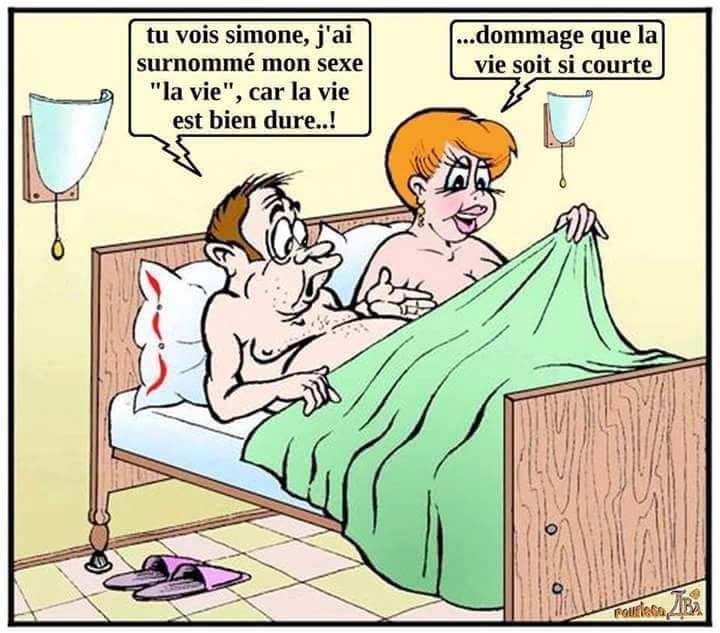 tu vois simone, j'ai
surnommé mon sexe
"la vie", car la vie
est bien dure..!
...dommage que la
vie soit si courte